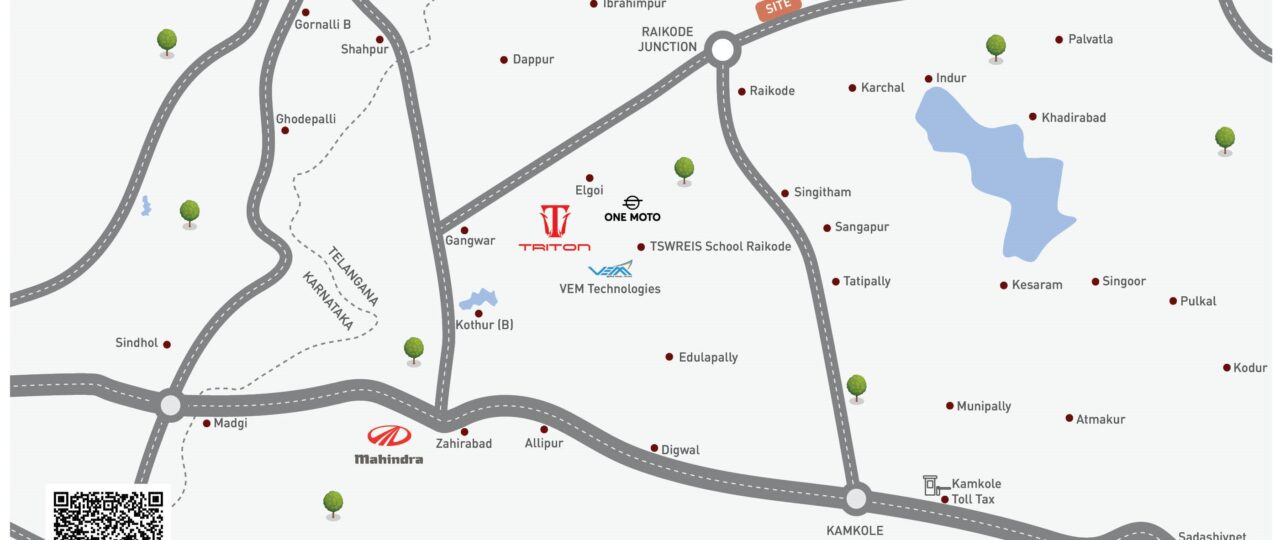 Ibrahimpur
SITE
Gornalli B
RAIKODE
JUNCTION
Shahpur
Palvatla
Dappur
Indur
Karchal
Raikode
Khadirabad
Ghodepalli
Elgoi
Singitham
ONE MOTO
TRITON
Sangapur
Gangwar
TSWREIS School Raikode
TELANGANA
KARNATAKA
VEM
VEM Technologies
Tatipally
Kesaram
Singoor
Pulkal
Kothur (B)
Sindhol
Edulapally
Kodur
Munipally
Atmakur
Madgi
Mahindra
Zahirabad
Allipur
Digwal
Kamkole
Toll Tax
KAMKOLE
Sadashivpet